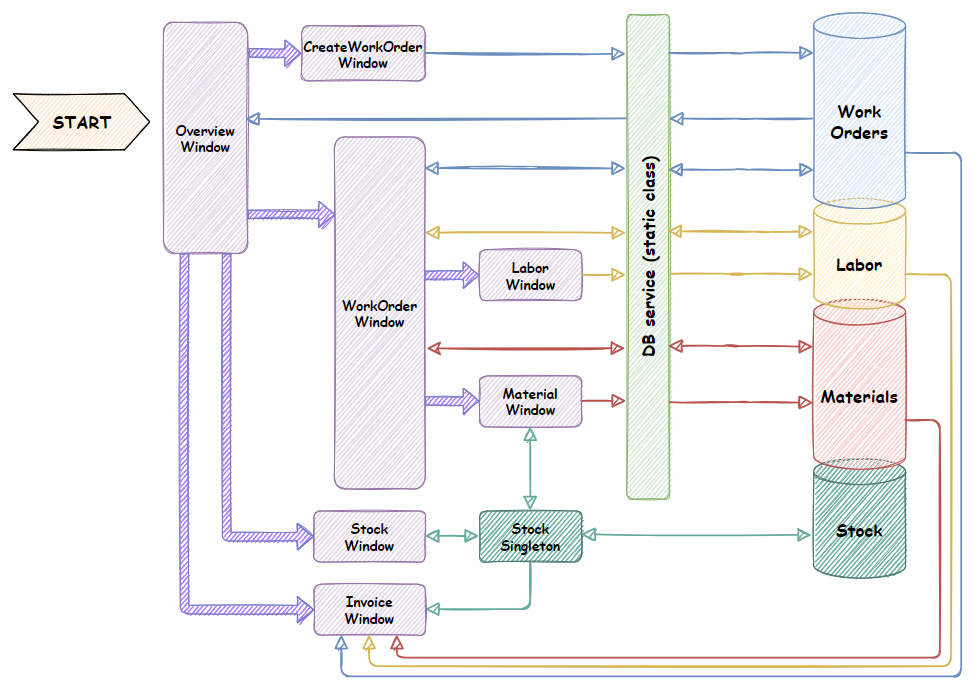 START
Overview
Window
CreateWorkOrder
Window
WorkOrder
Window
Labor
Window
Material
Window
Stock
Window
Stock
Singleton
Invoice
Window
DB service (static class)
Work
Orders
Labor
Materials
Stock